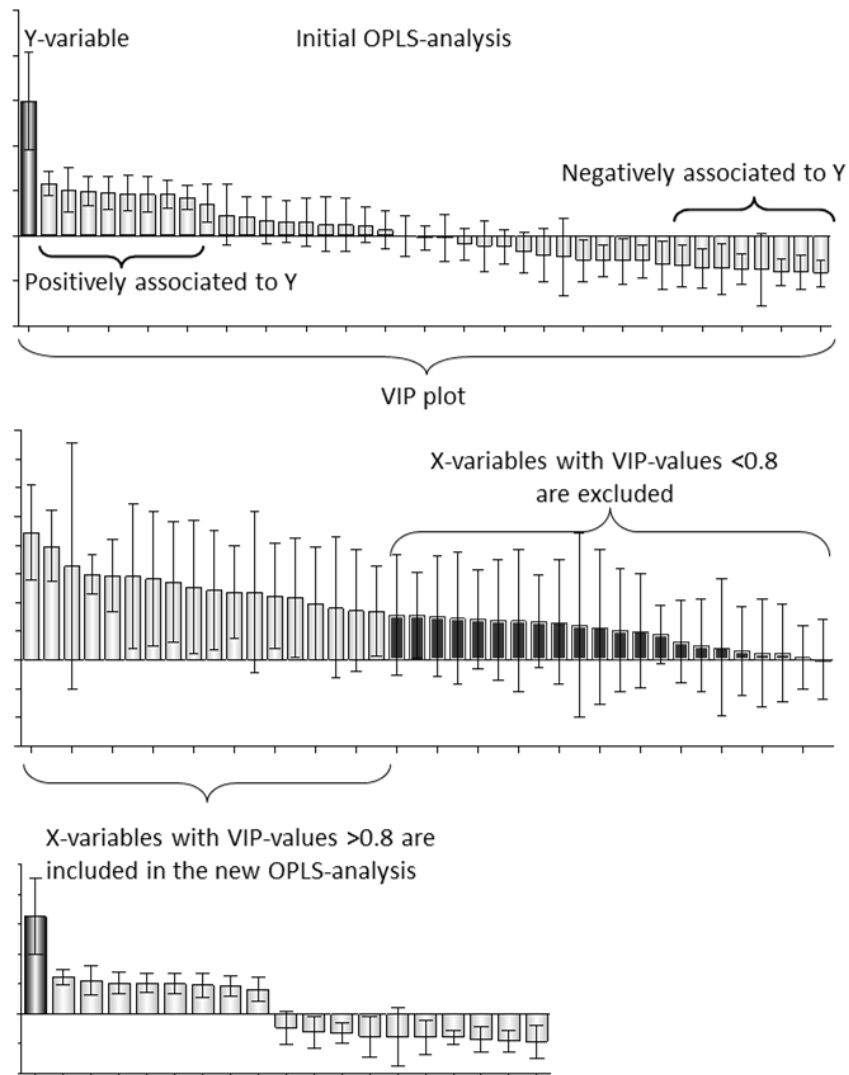 Y-variable
Initial OPLS-analysis
Negatively associated to Y
Positively associated to Y
VIP plot
X-variables with VIP-values <0.8
are excluded
X-variables with VIP-values >0.8 are
included in the new OPLS-analysis